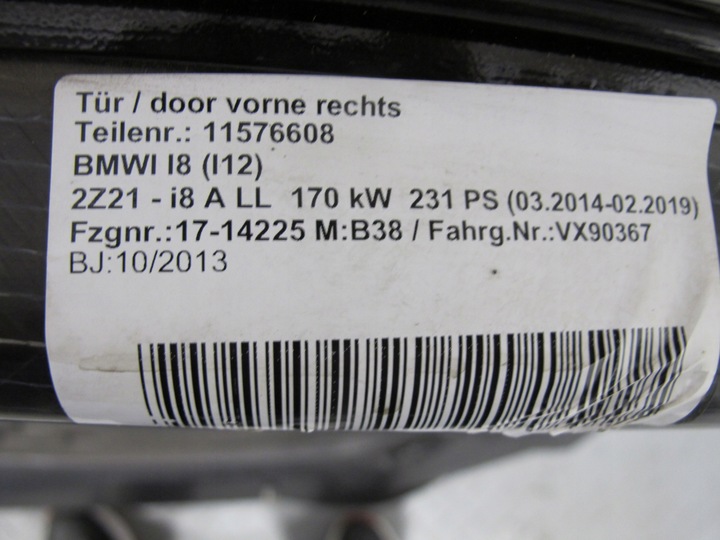 Tür / door vorne rechts
Teilenr.: 11576608
BMWI I8 (I12)
2Z21 - i8 A LL 170 kW 231 PS (03.2014-02.2019)
Fzgnr.:17-14225 M:B38 / Fahrg.Nr.:VX90367
BJ:10/2013